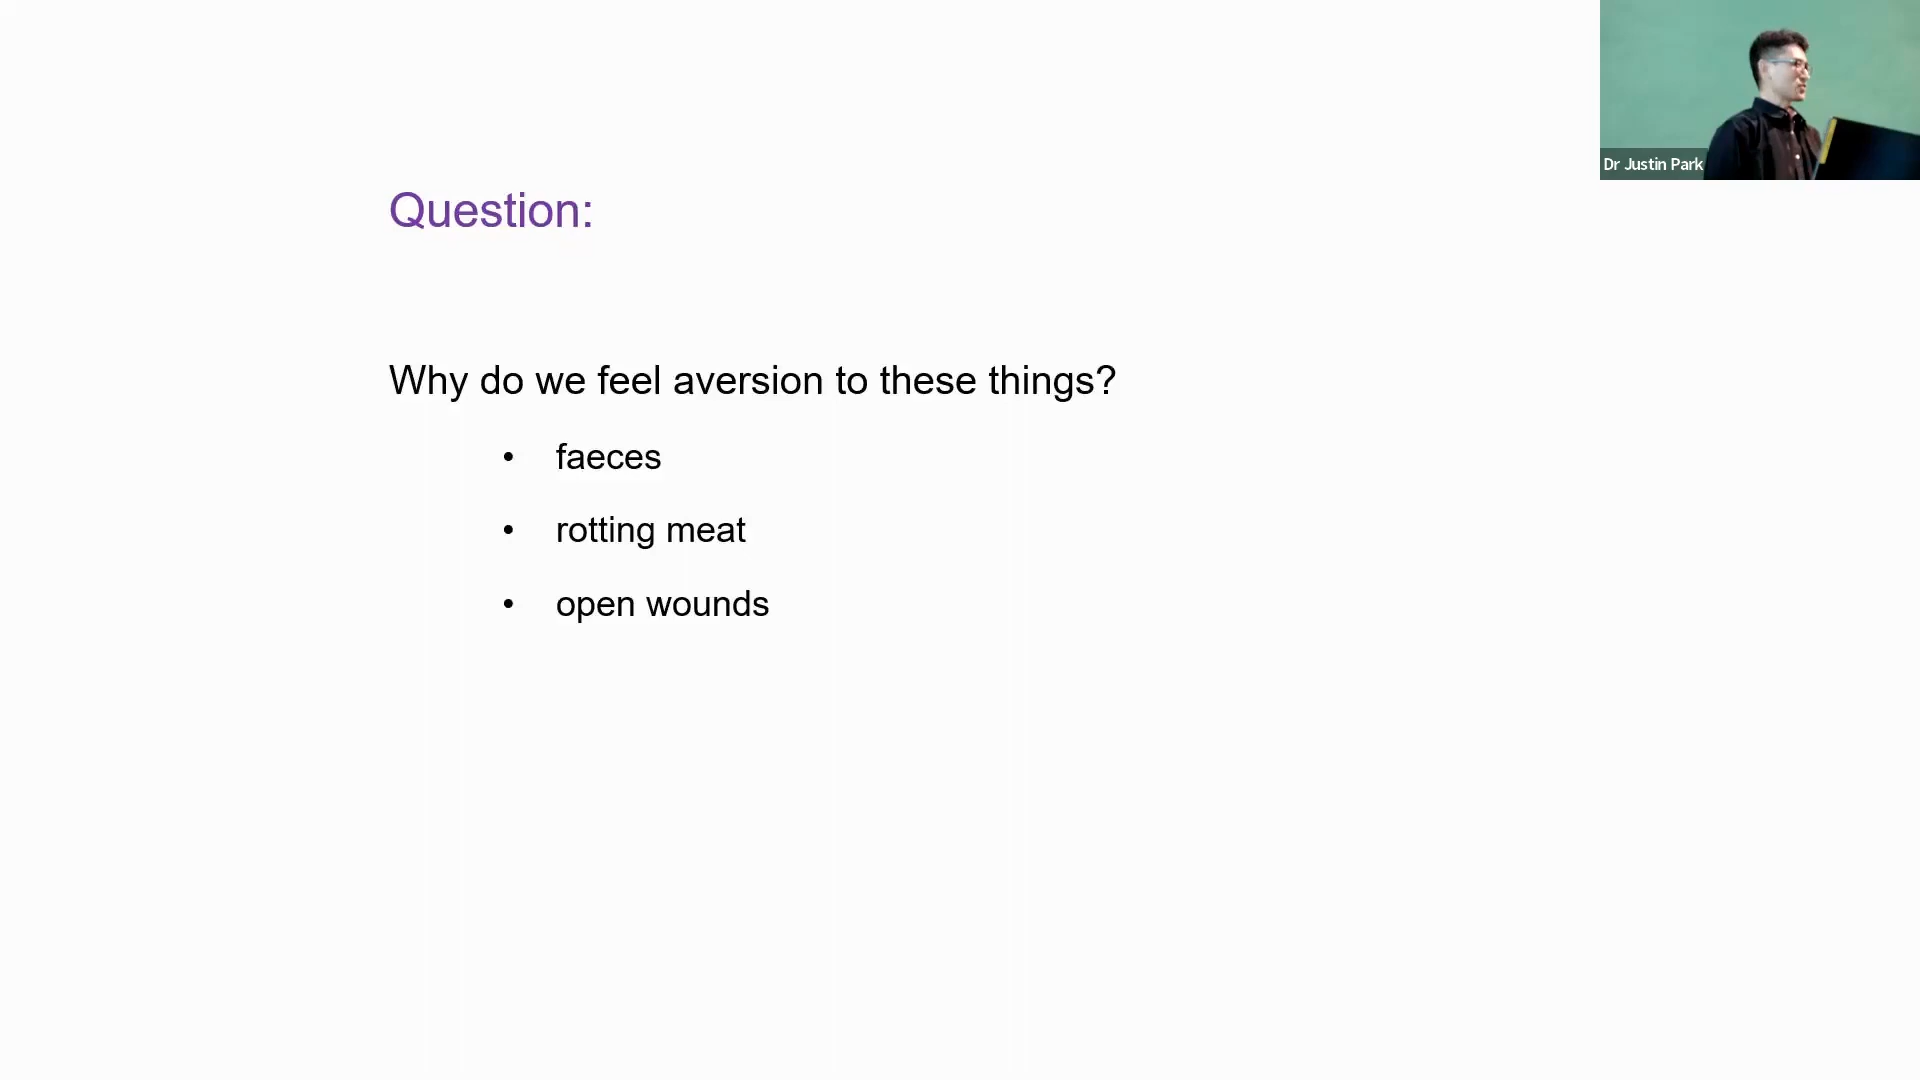 Dr Justin Park
Question:
Why do we feel aversion to these things?
• faeces
• rotting meat
• open wounds